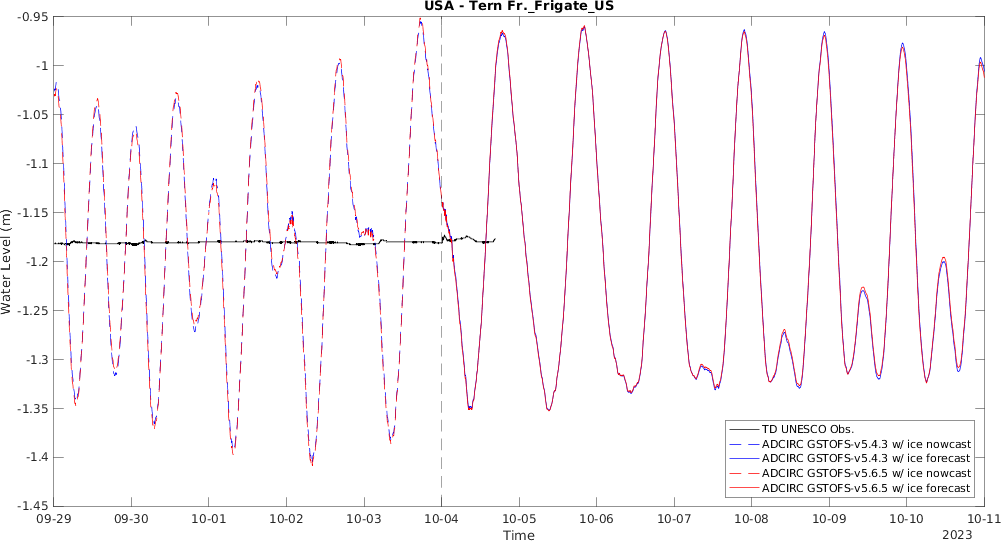 USA - Tern Fr._Frigate_US
Water Level (m)
-0.95
-1
-1.05
-1.1
-1.15
-1.2
-1.25
-1.3
-1.35
-1.4
-1.45
TD UNESCO Obs.
ADCIRC GSTOFS-v5.4.3 w/ ice nowcast
ADCIRC GSTOFS-v5.4.3 w/ ice forecast
ADCIRC GSTOFS-v5.6.5 w/ ice nowcast
ADCIRC GSTOFS-v5.6.5 w/ ice forecast
09-29 09-30 10-01 10-02 10-03 10-04 10-05 10-06 10-07 10-08 10-09 10-10 10-11
Time
2023